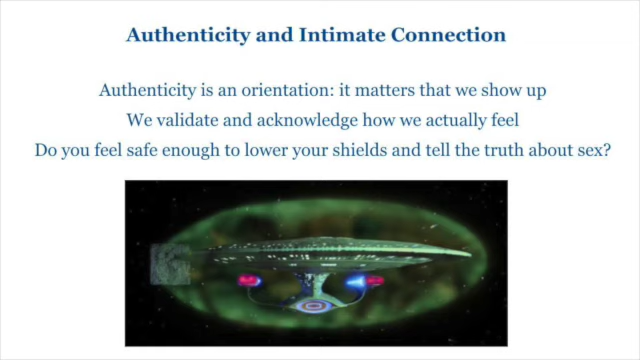 Authenticity and Intimate Connection
Authenticity is an orientation: it matters that we show up
We validate and acknowledge how we actually feel
Do you feel safe enough to lower your shields and tell the truth about sex?